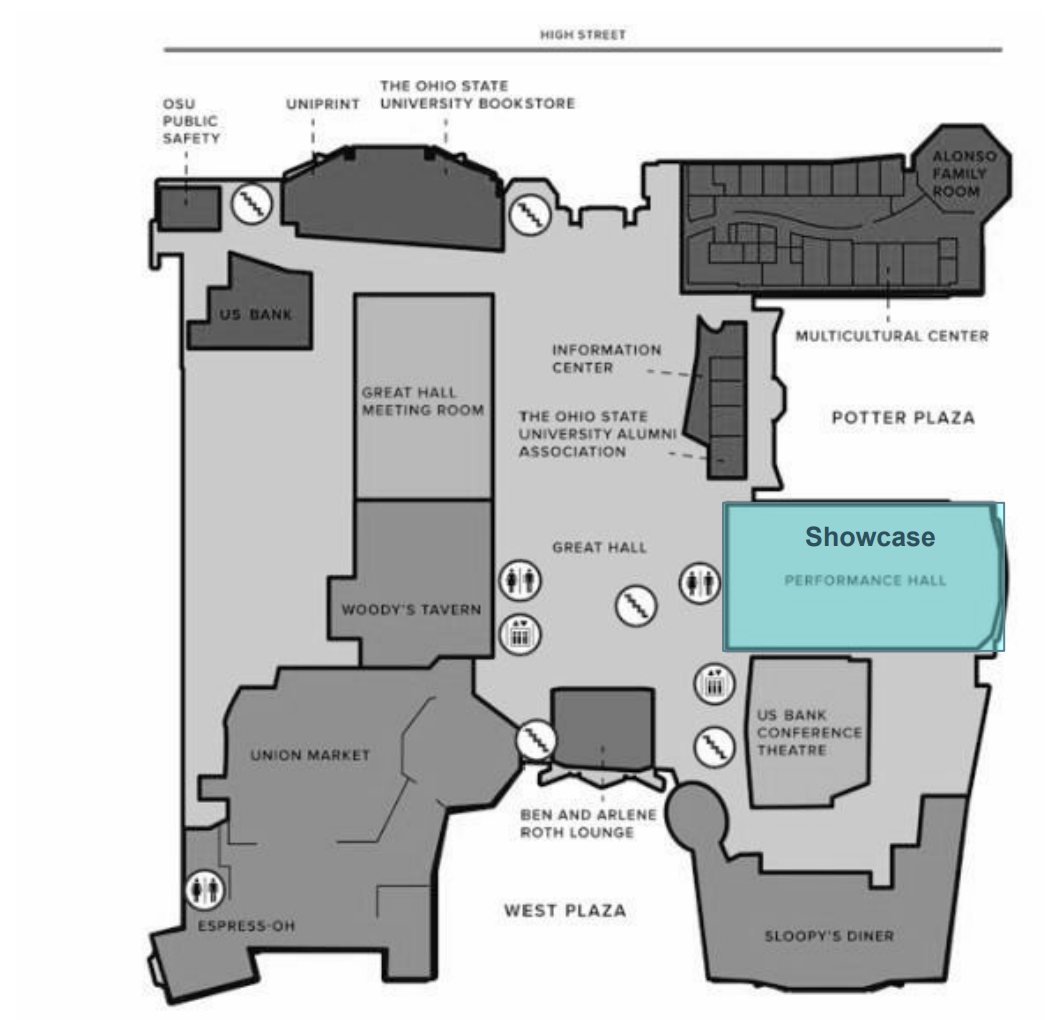 HIGH STREET
OSU
PUBLIC
SAFETY
UNIPRINT
THE OHIO STATE
UNIVERSITY BOOKSTORE
ALONSO
FAMILY
ROOM
US BANK
MULTICULTURAL CENTER
INFORMATION
CENTER
GREAT HALL
MEETING ROOM
THE OHIO STATE
UNIVERSITY ALUMNI
ASSOCIATION
POTTER PLAZA
Showcase
GREAT HALL
PERFORMANCE HALL
WOODY'S TAVERN
US BANK
CONFERENCE
THEATRE
UNION MARKET
BEN AND ARLENE
ROTH LOUNGE
WEST PLAZA
ESPRESS-OH
SLOOPY'S DINER